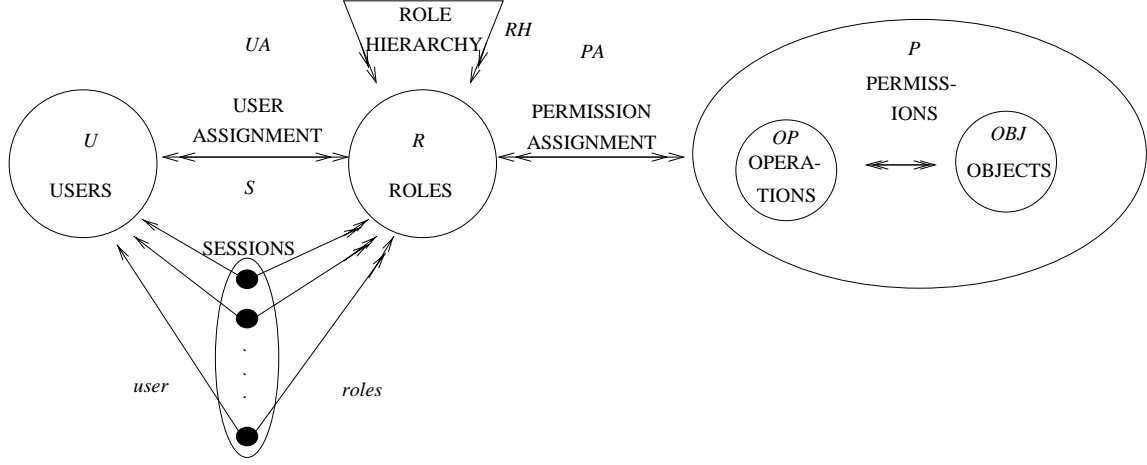 ROLE
HIERARCHY
RH
UA
PA
P
PERMISS-
IONS
USER
ASSIGNMENT
PERMISSION
ASSIGNMENT
U
USERS
R
ROLES
OP
OPERA-
TIONS
OBJ
OBJECTS
S
SESSIONS
.
.
.
user
roles